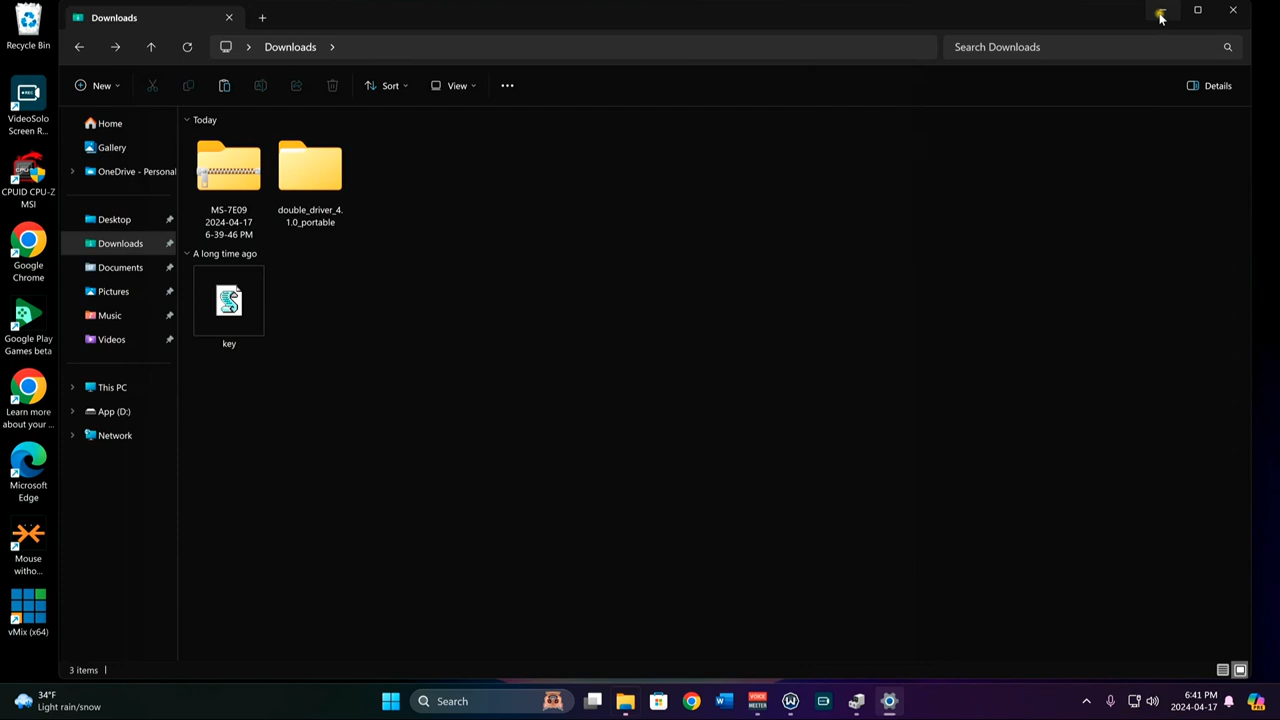 Downloads
Downloads
Search Downloads
New
Sort
View
Details
Recycle Bin
VideoSolo
Screen R...
CPUID CPU-Z
MSI
Google
Chrome
Google Play
Games beta
Learn more
about your ...
Microsoft
Edge
Mouse
witho...
vMix (x64)
Home
Gallery
OneDrive - Personal
Desktop
Downloads
Documents
Pictures
Music
Videos
This PC
App (D:)
Network
Today
MS-7E09
2024-04-17
6-39-46 PM
double_driver_4.
1.0_portable
A long time ago
key
3 items
34°F
Light rain/snow
Search
6:41 PM
2024-04-17